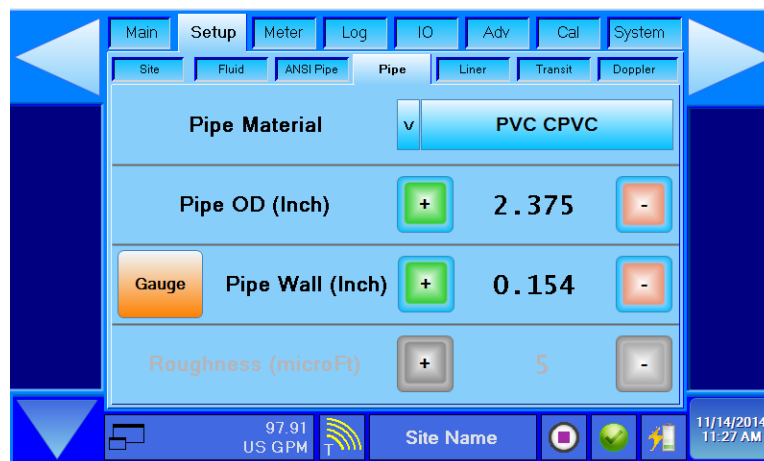 Main Setup Meter Log IO Adv Cal System
Site Fluid ANSI Pipe Pipe Liner Transit Doppler
Pipe Material v PVC CPVC
Pipe OD (Inch) + 2.375 -
Gauge Pipe Wall (Inch) + 0.154 -
Roughness (microFt) + 5 -
97.91
US GPM T Site Name
11/14/2014
11:27 AM